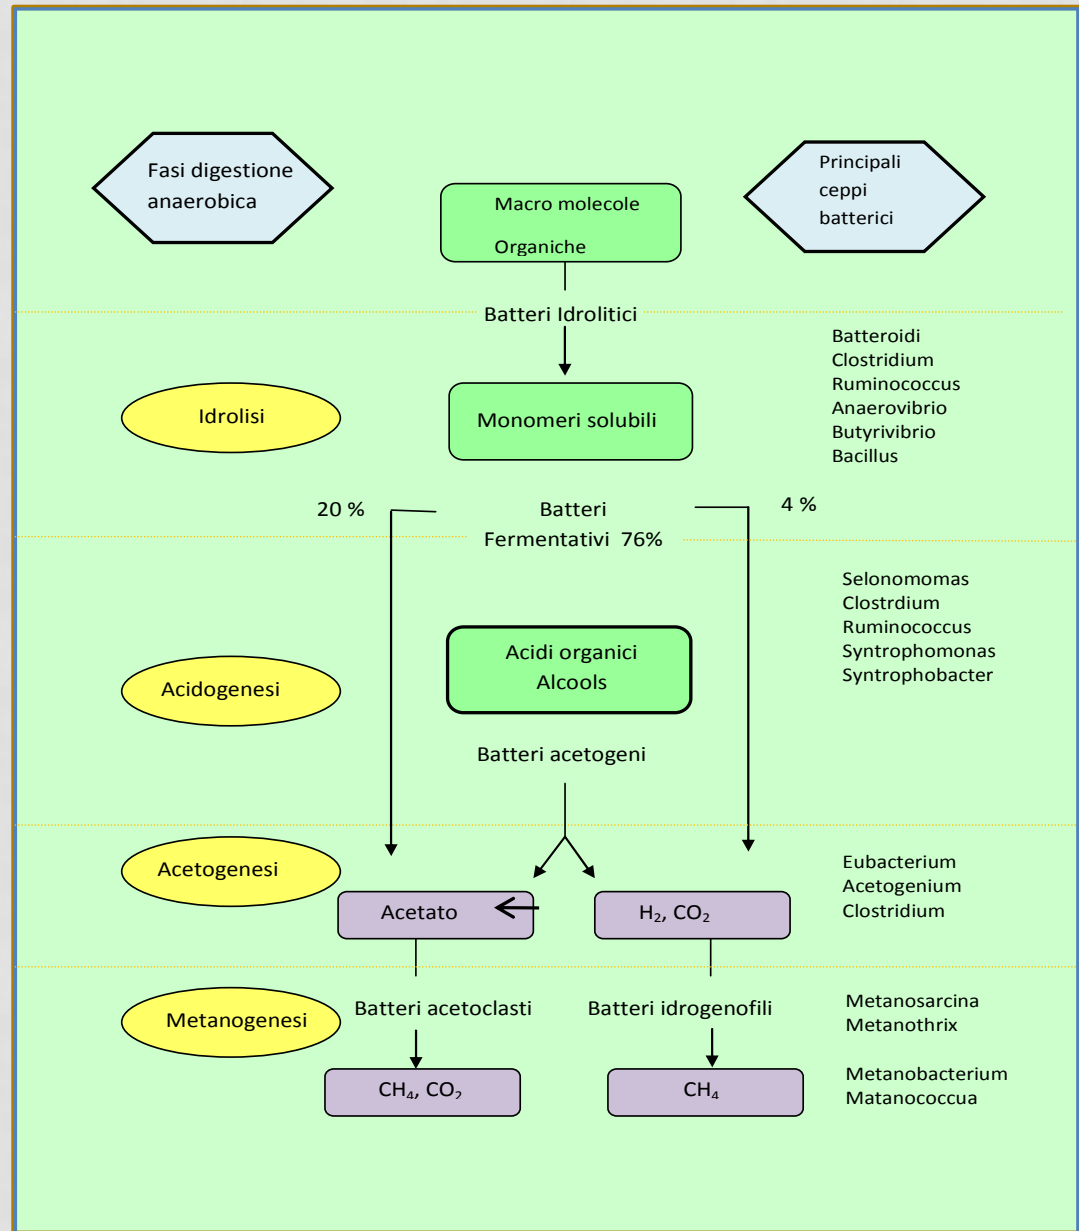 Fasi digestione
anaerobica
Principali
ceppi
batterici
Macro molecole
Organiche
Batteri Idrolitici
Batteroidi
Clostridium
Ruminococcus
Anaerovibrio
Butyrivibrio
Bacillus
Idrolisi
Monomeri solubili
20 %
Batteri
Fermentativi 76%
4 %
Selonomomas
Clostrdium
Ruminococcus
Syntrophomonas
Syntrophobacter
Acidogenesi
Acidi organici
Alcools
Batteri acetogeni
Acetogenesi
Eubacterium
Acetogenium
Clostridium
Acetato
H₂, CO₂
Metanogenesi
Batteri acetoclasti
Batteri idrogenofili
Metanosarcina
Metanothrix
CH₄, CO₂
CH₄
Metanobacterium
Matanococcua